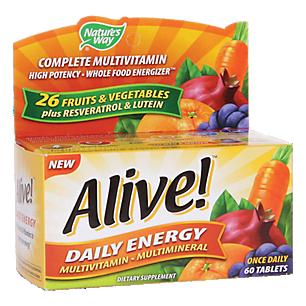 Nature's Way
COMPLETE MULTIVITAMIN
HIGH POTENCY - WHOLE FOOD ENERGIZER™
26 FRUITS & VEGETABLES
plus RESVERATROL & LUTEIN
NEW
Alive!
DAILY ENERGY
MULTIVITAMIN - MULTIMINERAL
DIETARY SUPPLEMENT
ONCE DAILY
60 TABLETS